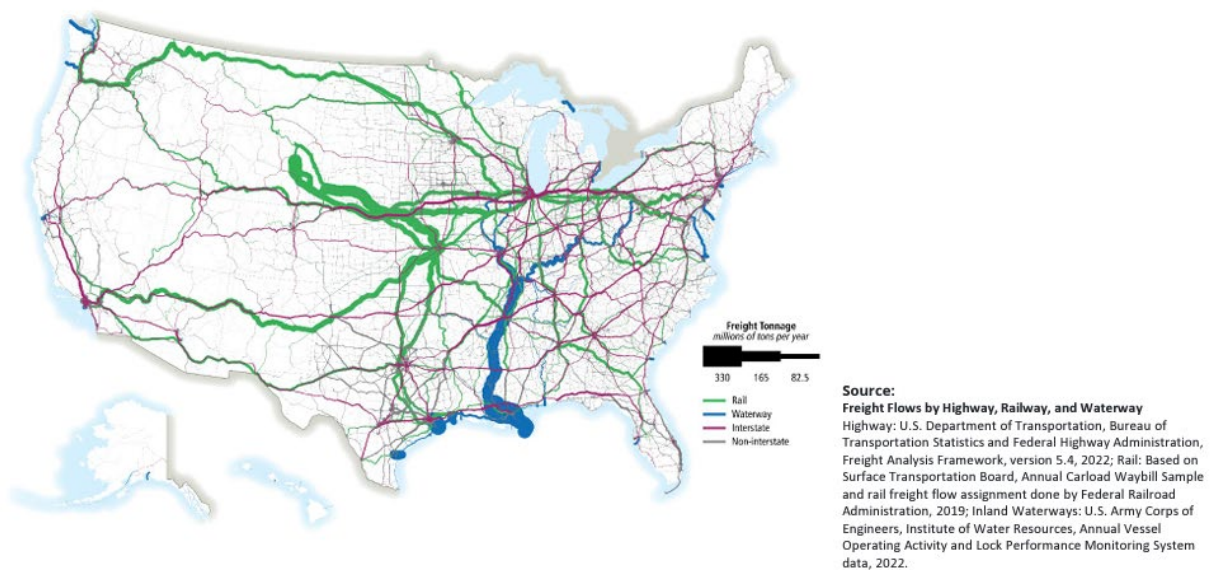 Freight Tonnage
millions of tons per year
330 165 82.5
Rail
Waterway
Interstate
Non-interstate
Source:
Freight Flows by Highway, Railway, and Waterway
Highway: U.S. Department of Transportation, Bureau of
Transportation Statistics and Federal Highway Administration,
Freight Analysis Framework, version 5.4, 2022; Rail: Based on
Surface Transportation Board, Annual Carload Waybill Sample
and rail freight flow assignment done by Federal Railroad
Administration, 2019; Inland Waterways: U.S. Army Corps of
Engineers, Institute of Water Resources, Annual Vessel
Operating Activity and Lock Performance Monitoring System
data, 2022.